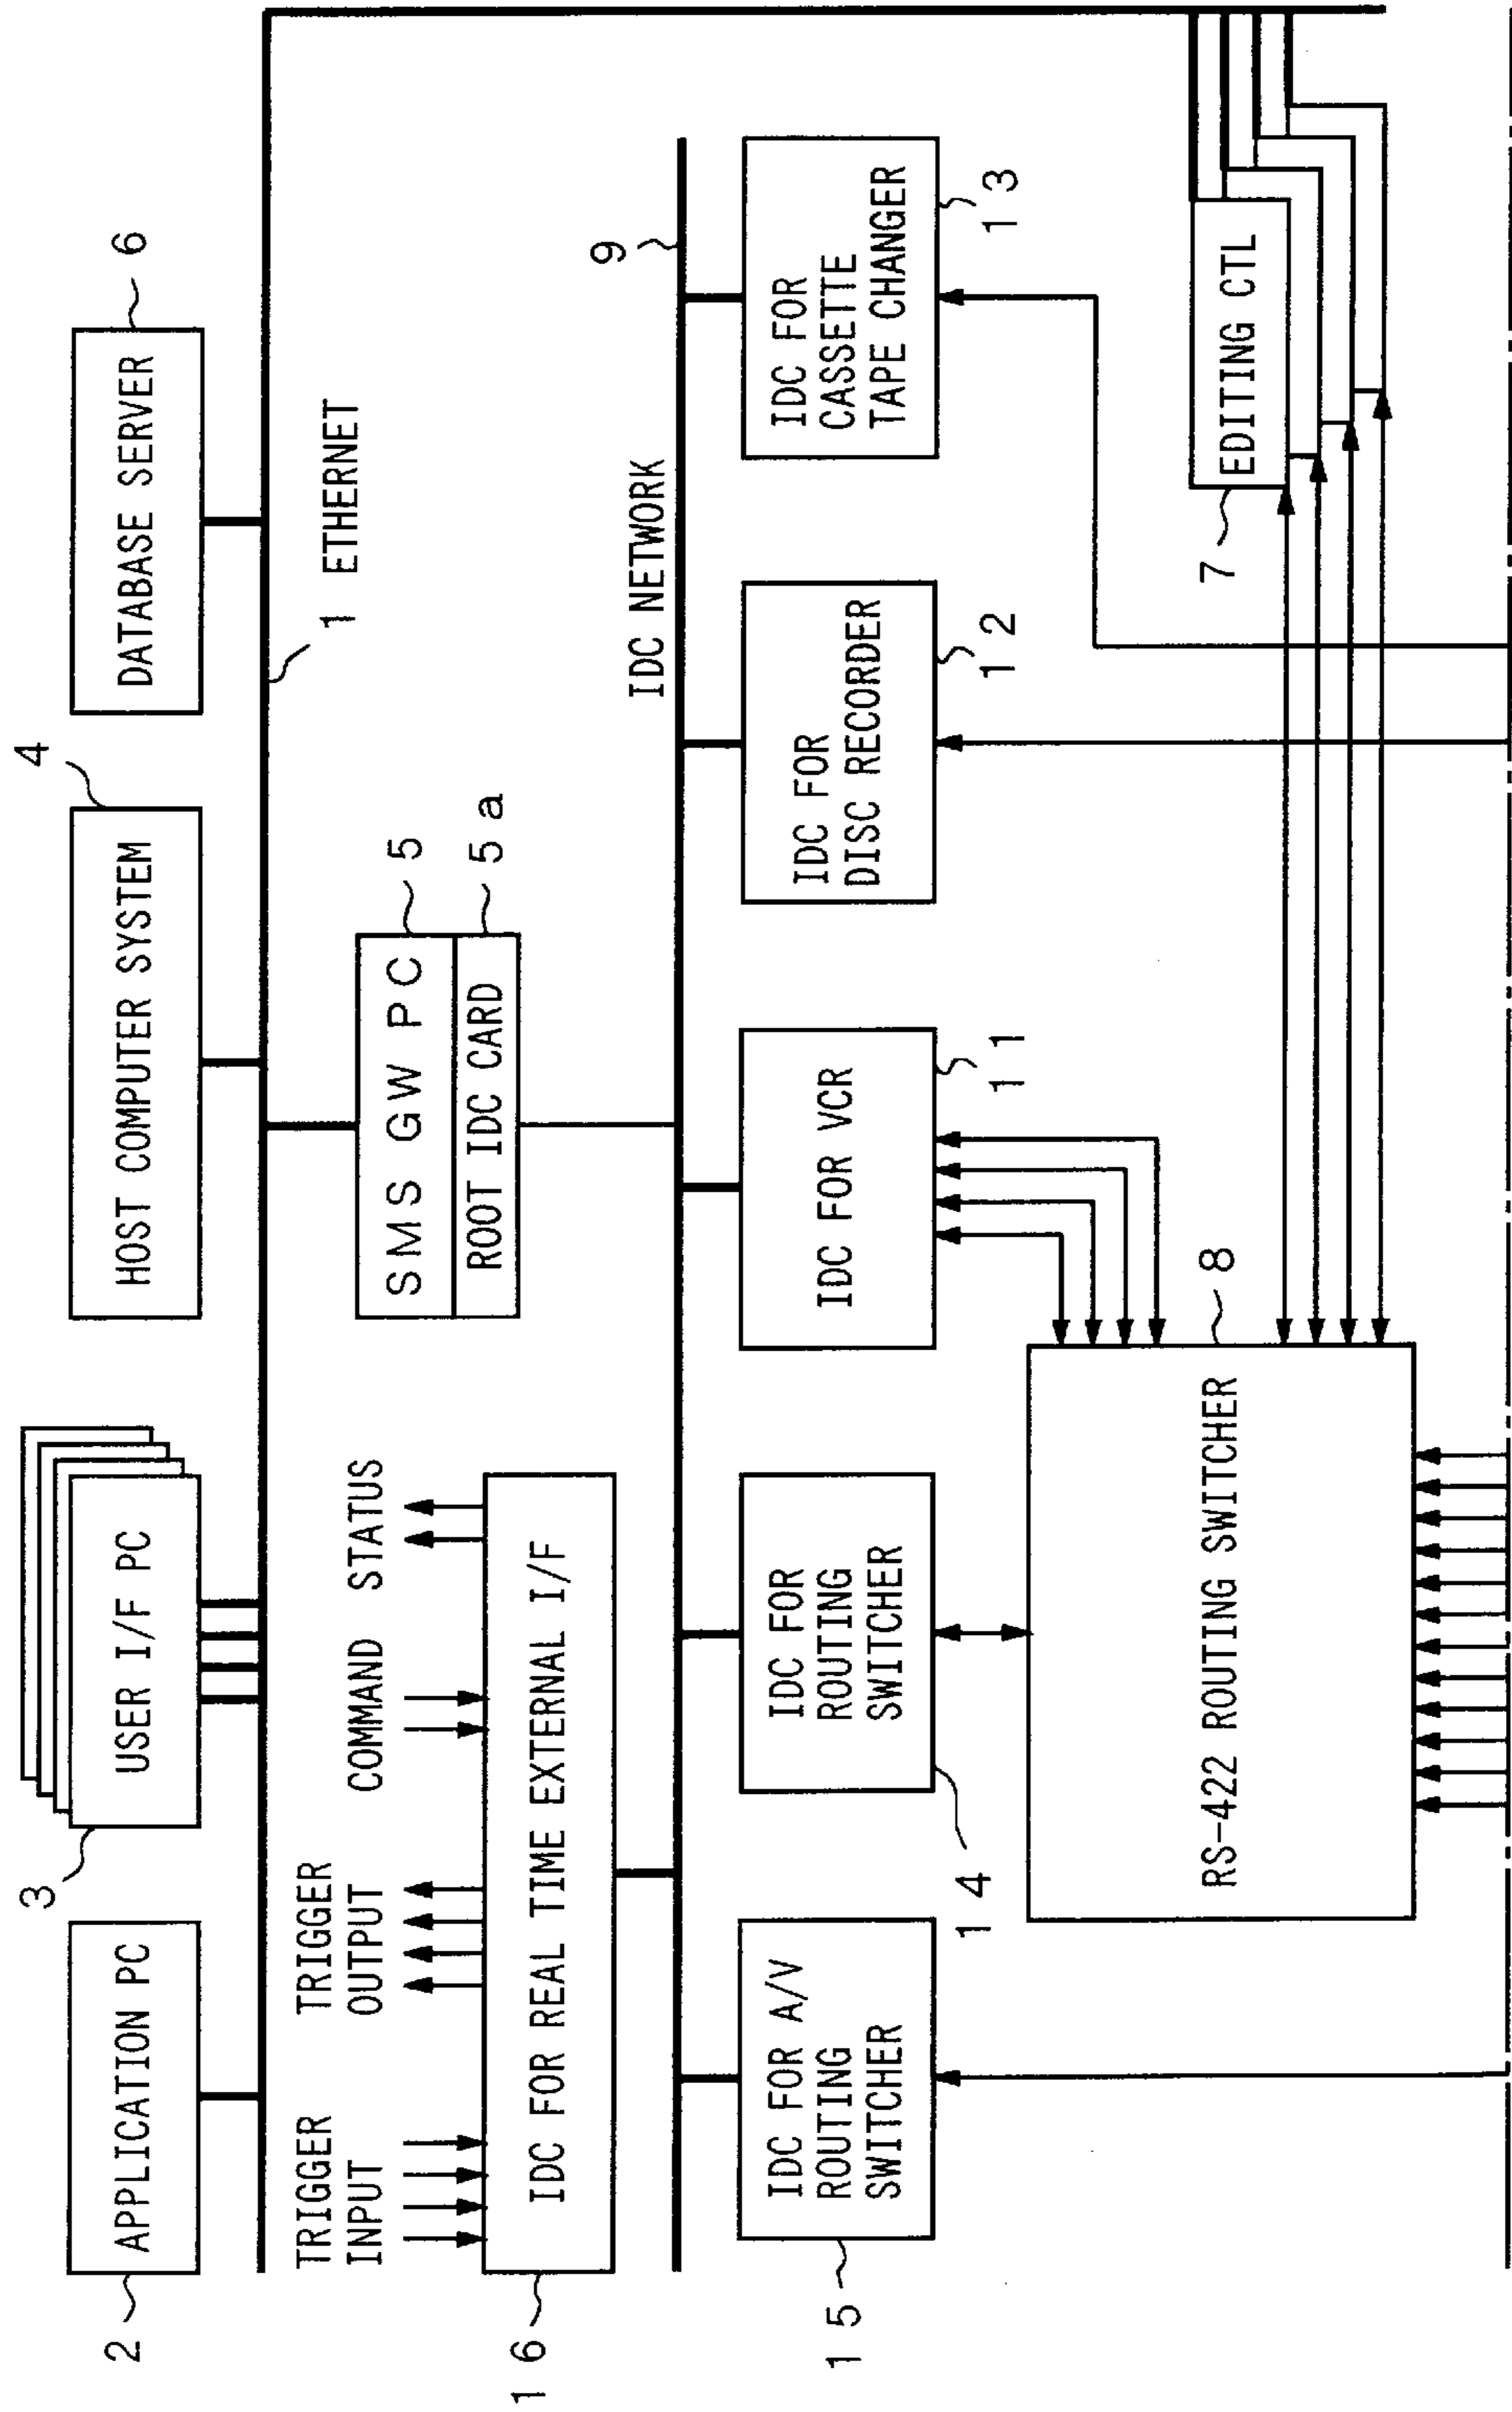 2
APPLICATION PC
3
USER I/F PC
4
HOST COMPUTER SYSTEM
6
DATABASE SERVER
1
ETHERNET
TRIGGER
INPUT
TRIGGER
OUTPUT
COMMAND
STATUS
16
IDC FOR REAL TIME EXTERNAL I/F
SMS GW PC
5
ROOT IDC CARD
5a
IDC NETWORK
9
15
IDC FOR A/V
ROUTING
SWITCHER
14
IDC FOR
ROUTING
SWITCHER
IDC FOR VCR
11
IDC FOR
DISC RECORDER
12
IDC FOR
CASSETTE
TAPE CHANGER
13
RS-422 ROUTING SWITCHER
8
7
EDITING CTL